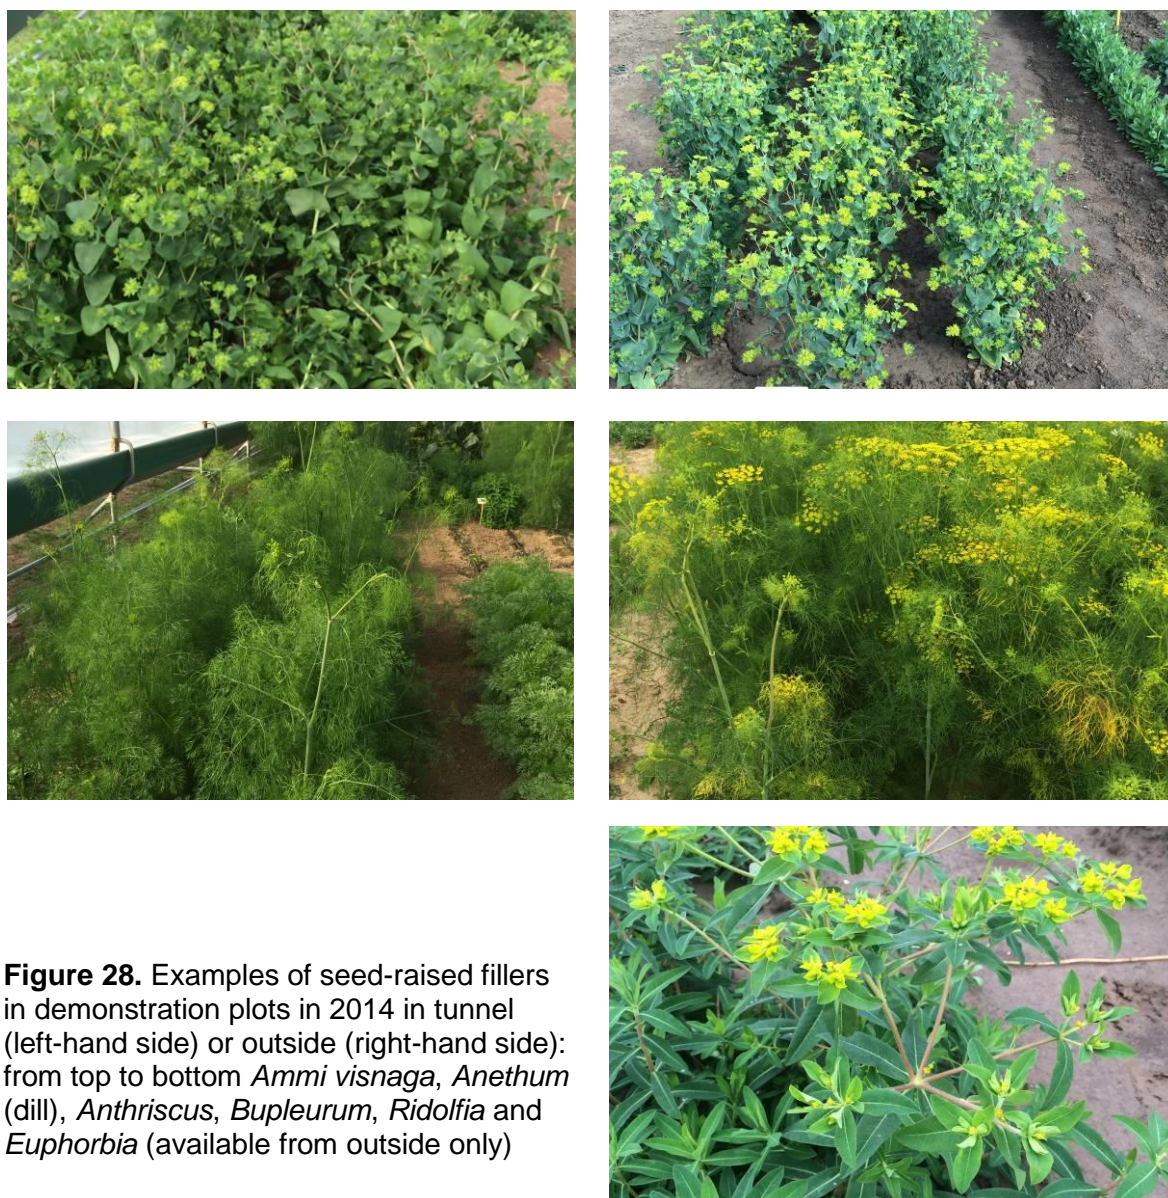 Figure 28. Examples of seed-raised fillers
in demonstration plots in 2014 in tunnel
(left-hand side) or outside (right-hand side):
from top to bottom Ammi visnaga, Anethum
(dill), Anthriscus, Bupleurum, Ridolfia and
Euphorbia (available from outside only)